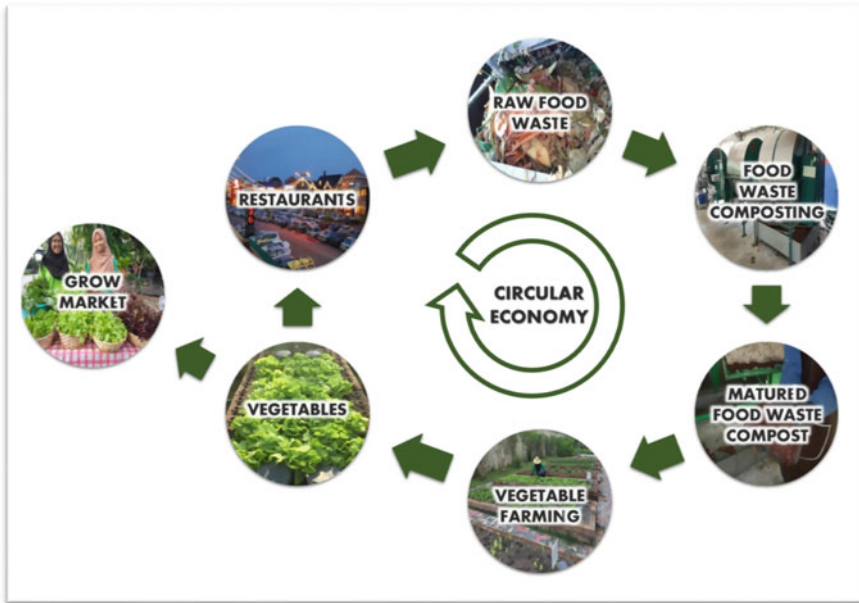 RAW FOOD
WASTE
FOOD
WASTE
COMPOSTING
MATURED
FOOD WASTE
COMPOST
VEGETABLE
FARMING
VEGETABLES
GROW
MARKET
RESTAURANTS
CIRCULAR
ECONOMY